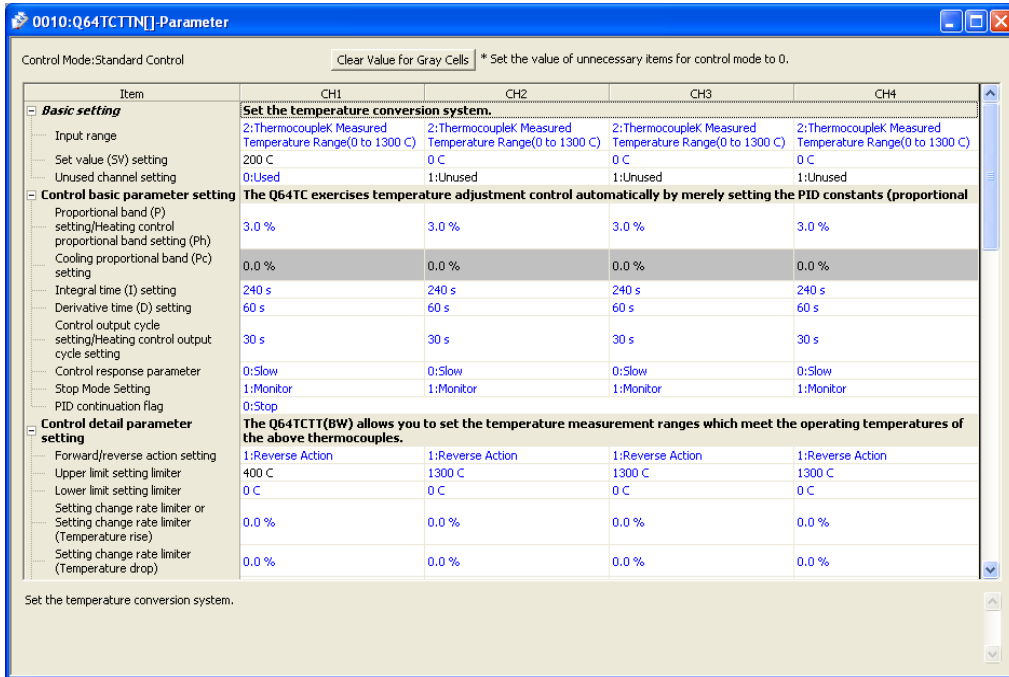 0010:Q64TCTTN[]-Parameter
Control Mode:Standard Control Clear Value for Gray Cells * Set the value of unnecessary items for control mode to 0.
Item CH1 CH2 CH3 CH4
Basic setting Set the temperature conversion system.
Input range 2:ThermocoupleK Measured Temperature Range(0 to 1300 C) 2:ThermocoupleK Measured Temperature Range(0 to 1300 C) 2:ThermocoupleK Measured Temperature Range(0 to 1300 C) 2:ThermocoupleK Measured Temperature Range(0 to 1300 C)
Set value (SV) setting 200 C 0 C 0 C 0 C
Unused channel setting 0:Used 1:Unused 1:Unused 1:Unused
Control basic parameter setting The Q64TC exercises temperature adjustment control automatically by merely setting the PID constants (proportional
Proportional band (P) setting/Heating control proportional band setting (Ph) 3.0 % 3.0 % 3.0 % 3.0 %
Cooling proportional band (Pc) setting 0.0 % 0.0 % 0.0 % 0.0 %
Integral time (I) setting 240 s 240 s 240 s 240 s
Derivative time (D) setting 60 s 60 s 60 s 60 s
Control output cycle setting/Heating control output cycle setting 30 s 30 s 30 s 30 s
Control response parameter 0:Slow 0:Slow 0:Slow 0:Slow
Stop Mode Setting 1:Monitor 1:Monitor 1:Monitor 1:Monitor
PID continuation flag 0:Stop
Control detail parameter setting The Q64TCTT(BW) allows you to set the temperature measurement ranges which meet the operating temperatures of the above thermocouples.
Forward/reverse action setting 1:Reverse Action 1:Reverse Action 1:Reverse Action 1:Reverse Action
Upper limit setting limiter 400 C 1300 C 1300 C 1300 C
Lower limit setting limiter 0 C 0 C 0 C 0 C
Setting change rate limiter or Setting change rate limiter (Temperature rise) 0.0 % 0.0 % 0.0 % 0.0 %
Setting change rate limiter (Temperature drop) 0.0 % 0.0 % 0.0 % 0.0 %
Set the temperature conversion system.